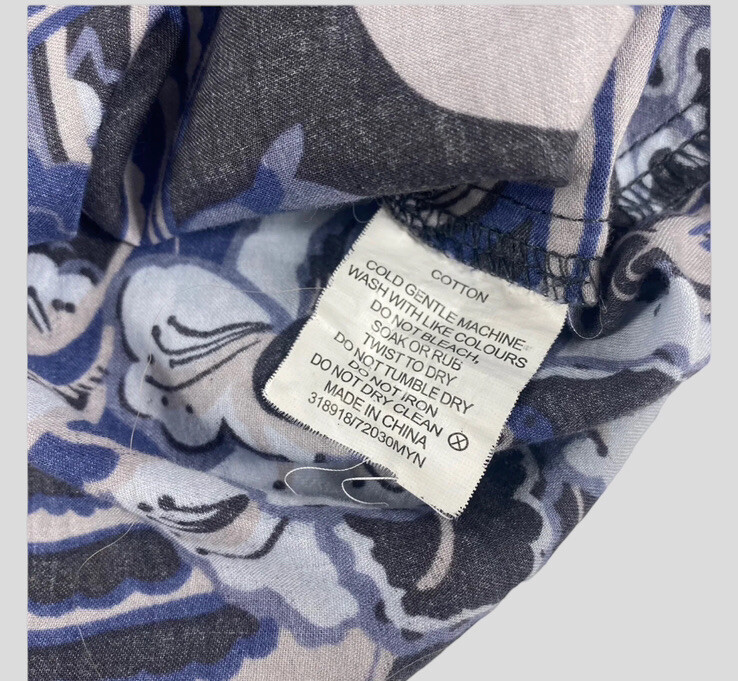 COTTON
COLD GENTLE MACHINE
WASH WITH LIKE COLOURS
DO NOT BLEACH,
SOAK OR RUB
TWIST TO DRY
DO NOT TUMBLE DRY
DO NOT IRON
DO NOT DRY CLEAN
MADE IN CHINA
318918/72030MYN